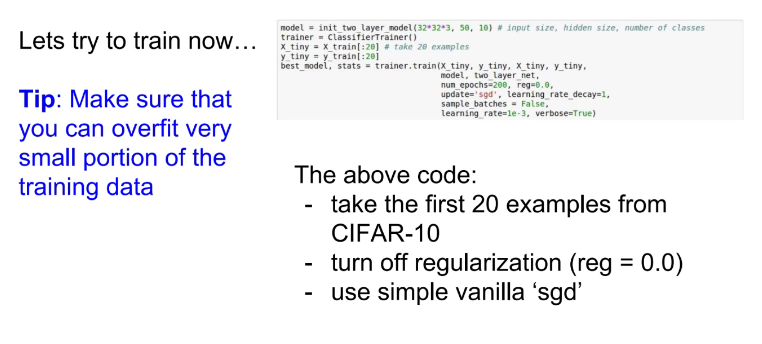 Lets try to train now…
Tip: Make sure that
you can overfit very
small portion of the
training data
model = init_two_layer_model(32*32*3, 50, 10) # input size, hidden size, number of classes
trainer = ClassifierTrainer()
X_tiny = X_train[:20] # take 20 examples
y_tiny = y_train[:20]
best_model, stats = trainer.train(X_tiny, y_tiny, X_tiny, y_tiny,
model, two_layer_net,
num_epochs=200, reg=0.0,
update='sgd', learning_rate_decay=1,
sample_batches = False,
learning_rate=1e-3, verbose=True)
The above code:
- take the first 20 examples from
CIFAR-10
- turn off regularization (reg = 0.0)
- use simple vanilla ‘sgd’